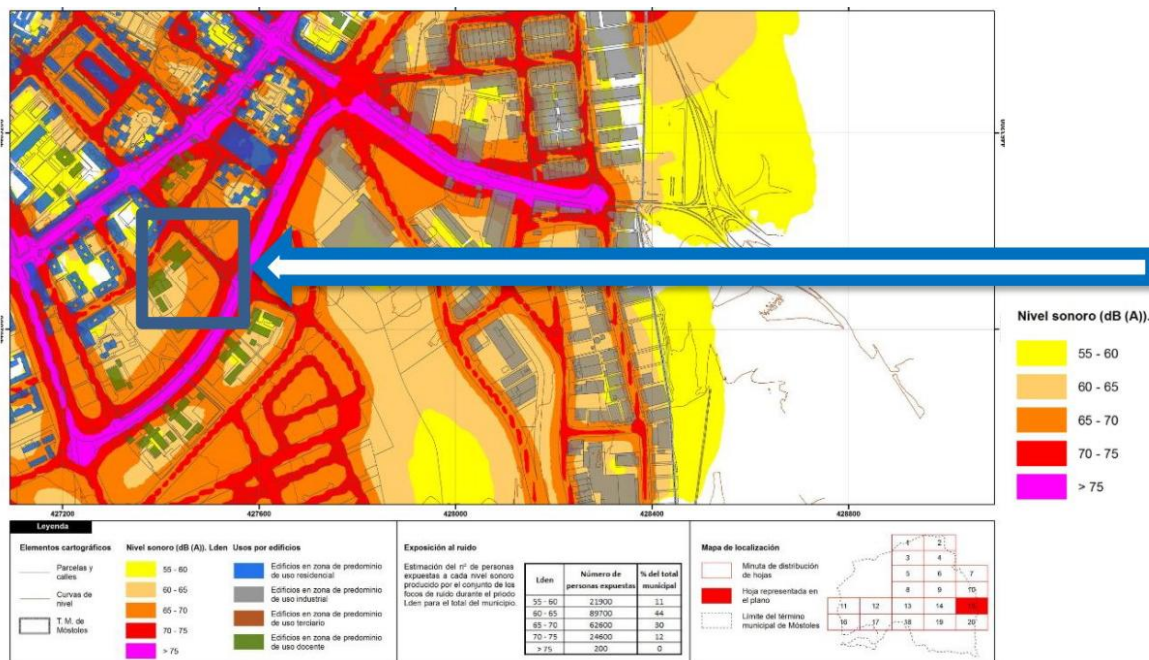 Nivel sonoro (dB (A)).
55 - 60
60 - 65
65 - 70
70 - 75
> 75
427200
427600
428000
428400
428800
Leyenda
Elementos cartográficos
Parcelas y
calles
Curvas de
nivel
T. M. de
Móstoles
Nivel sonoro (dB (A)). Lden
55 - 60
60 - 65
65 - 70
70 - 75
> 75
Usos por edificios
Edificios en zona de predominio
de uso residencial
Edificios en zona de predominio
de uso industrial
Edificios en zona de predominio
de uso terciario
Edificios en zona de predominio
de uso docente
Exposición al ruido
Estimación del nº de personas
expuestas a cada nivel sonoro
producido por el conjunto de los
focos de ruido durante el priodo
Lden para el total del municipio.
Lden Número de personas expuestas % del total municipal
55 - 60 21900 11
60 - 65 89700 44
65 - 70 62600 30
70 - 75 24600 12
> 75 200 0
Mapa de localización
Minuta de distribución
de hojas
Hoja representada en
el plano
Límite del término
municipal de Móstoles
1 2
3 4
5 6 7
8 9 10
11 12 13 14
16 17 18 19 20